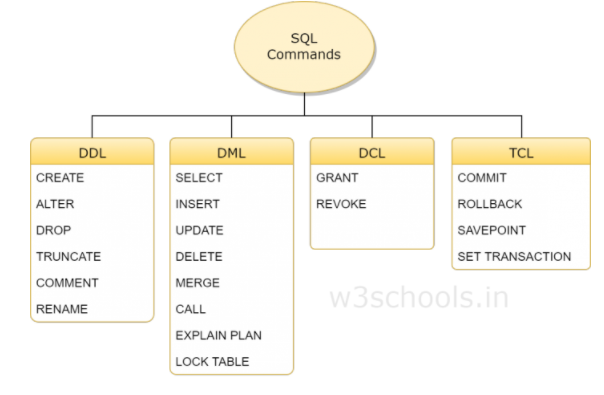 SQL
Commands
DDL
CREATE
ALTER
DROP
TRUNCATE
COMMENT
RENAME
DML
SELECT
INSERT
UPDATE
DELETE
MERGE
CALL
EXPLAIN PLAN
LOCK TABLE
DCL
GRANT
REVOKE
TCL
COMMIT
ROLLBACK
SAVEPOINT
SET TRANSACTION
w3schools.in